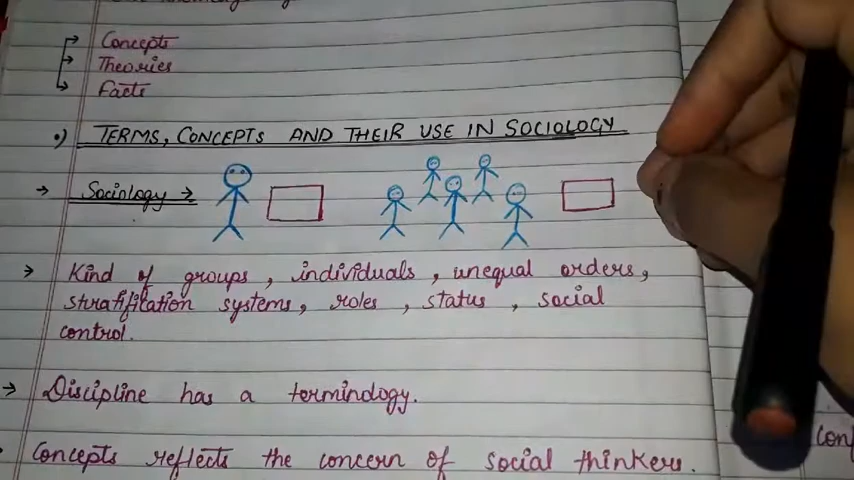 Concepts
Theories
Facts
TERMS, CONCEPTS AND THEIR USE IN SOCIOLOGY
Sociology
Kind of groups, individuals, unequal orders,
stratification systems, roles, status, social
control.
Discipline has a terminology.
Concepts reflects the concern of social thinkers.